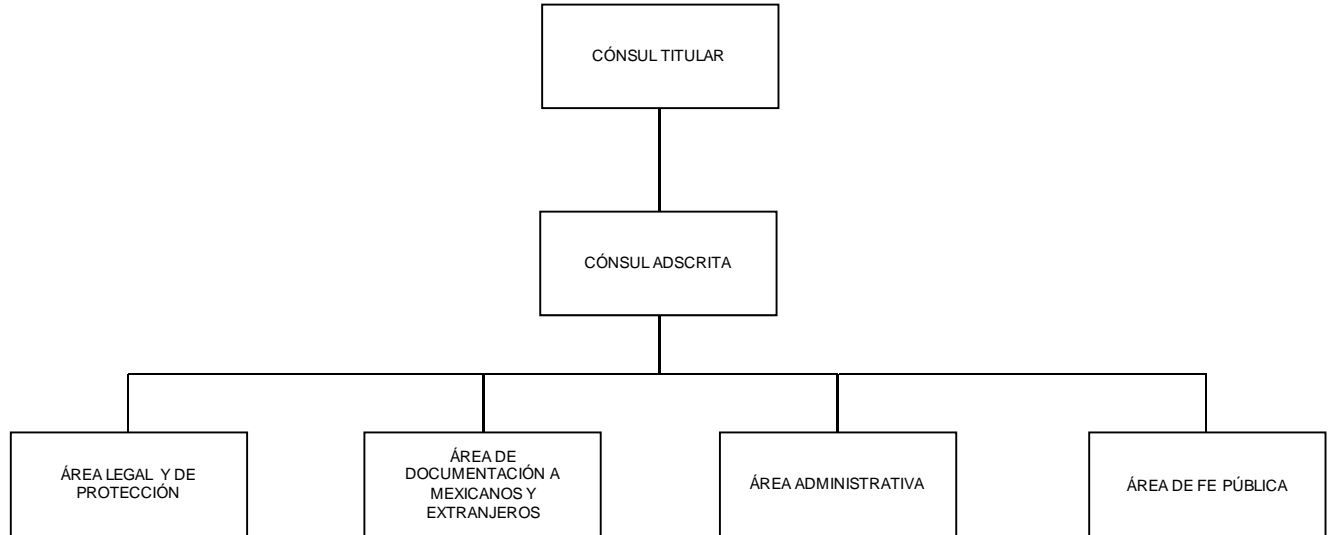 CÓNSUL TITULAR
CÓNSUL ADSCRITA
ÁREA LEGAL Y DE
PROTECCIÓN
ÁREA DE
DOCUMENTACIÓN A
MEXICANOS Y
EXTRANJEROS
ÁREA ADMINISTRATIVA
ÁREA DE FE PÚBLICA